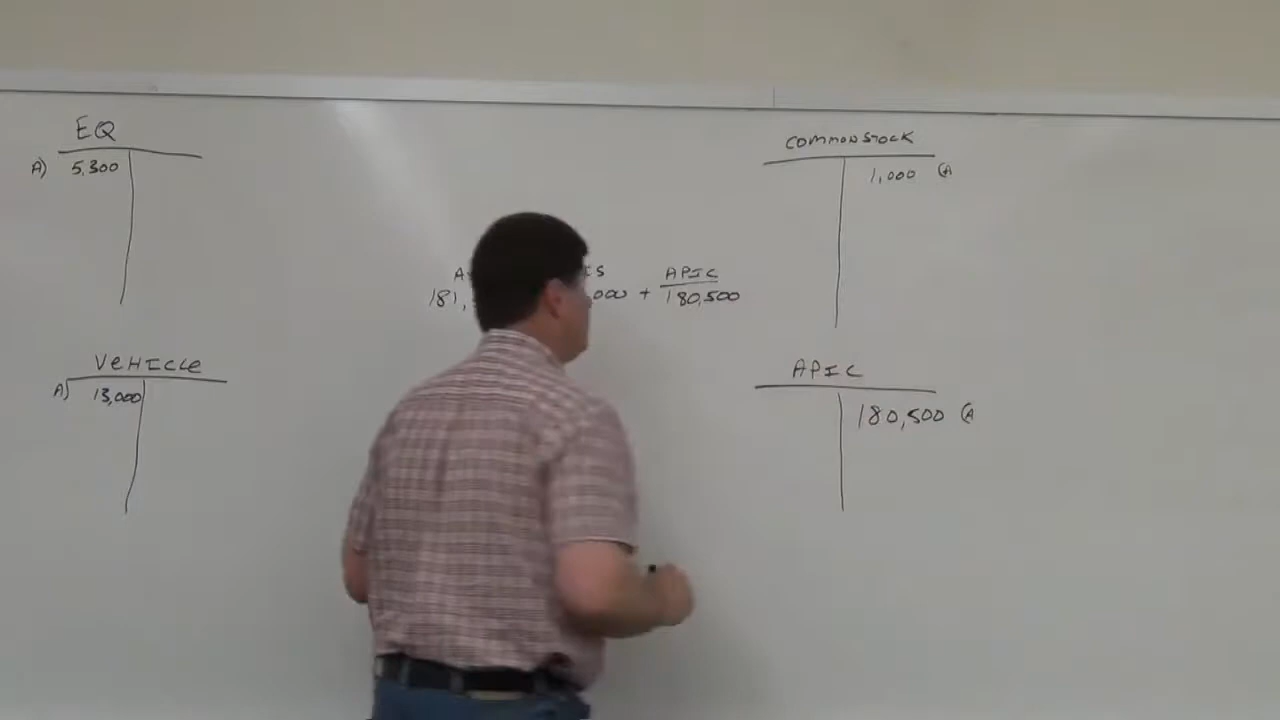 EQ
A) 5,300
COMMON STOCK
1,000 (A
APIC
181, 000 + 180,500
VEHICLE
A) 13,000
APIC
180,500 (A